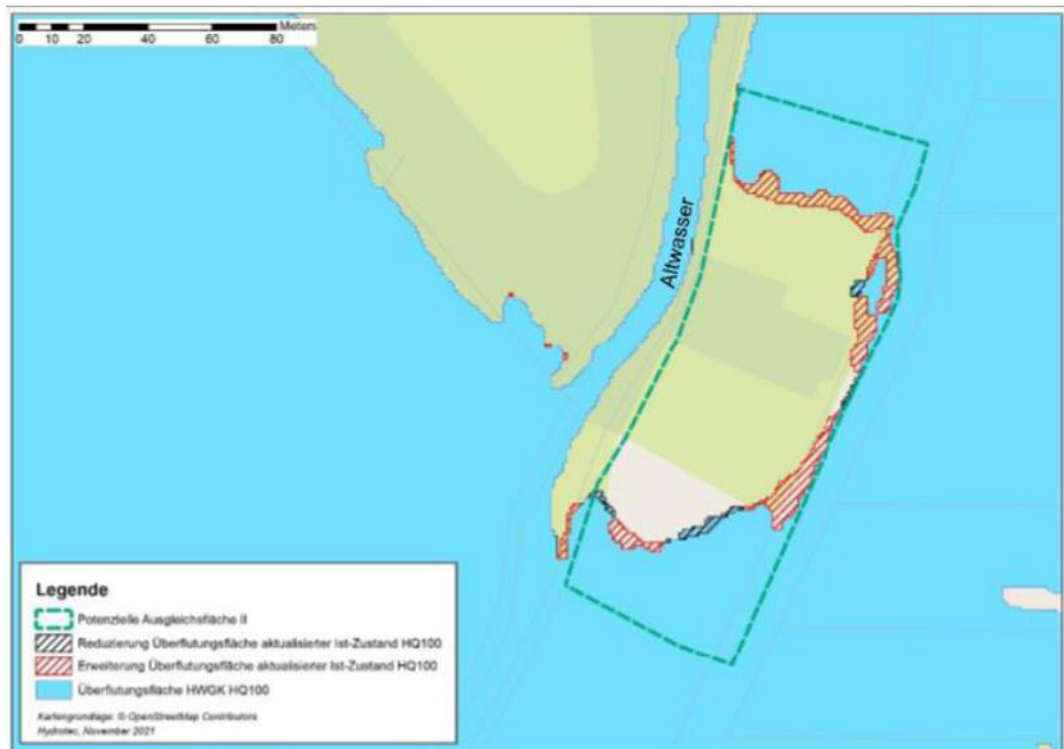 Meters
0 10 20 40 60 80
Altwasser
Legende
Potenzielle Ausgleichsfläche II
Reduzierung Überflutungsfläche aktualisierter Ist-Zustand HQ100
Erweiterung Überflutungsfläche aktualisierter Ist-Zustand HQ100
Überflutungsfläche HWGK HQ100
Kartengrundlage: © OpenStreetMap Contributors
Hydrotec, November 2021